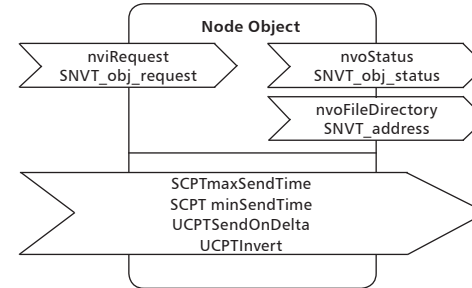 Node Object
nviRequest
SNVT_obj_request
nvoStatus
SNVT_obj_status
nvoFileDirectory
SNVT_address
SCPTmaxSendTime
SCPT minSendTime
UCPTSendOnDelta
UCPTInvert